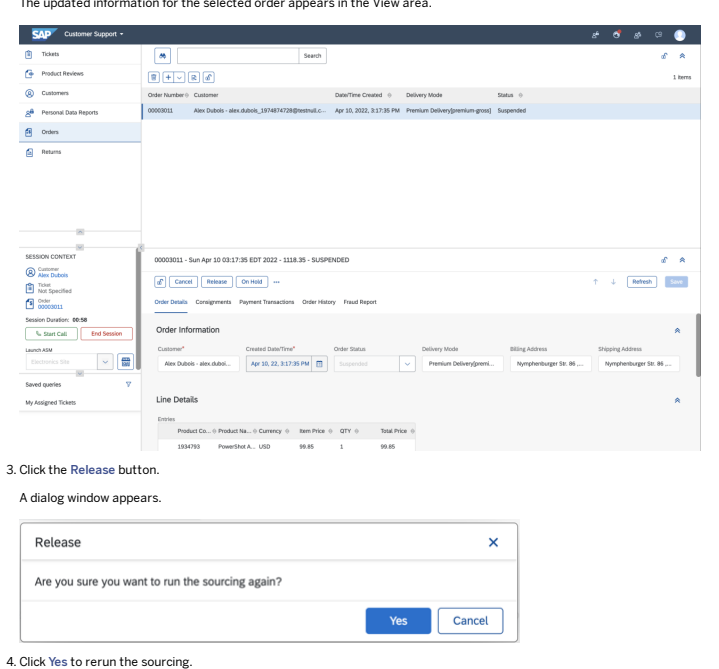 The updated information for the selected order appears in the View area.
SAP Customer Support
Tickets
Product Reviews
Customers
Personal Data Reports
Orders
Returns
Search
1 items
Order Number Customer Date/Time Created Delivery Mode Status
00003011 Alex Dubois - alex.dubois_1974874728@testnull.c... Apr 10, 2022, 3:17:35 PM Premium Delivery[premium-gross] Suspended
SESSION CONTEXT
Customer
Alex Dubois
Ticket
Not Specified
Order
00003011
Session Duration: 00:58
Start Call End Session
Launch ASM
Electronics Site
Saved queries
My Assigned Tickets
00003011 - Sun Apr 10 03:17:35 EDT 2022 - 1118.35 - SUSPENDED
Cancel Release On Hold ... Refresh Save
Order Details Consignments Payment Transactions Order History Fraud Report
Order Information
Customer* Created Date/Time* Order Status Delivery Mode Billing Address Shipping Address
Alex Dubois - alex.duboi... Apr 10, 22, 3:17:35 PM Suspended Premium Delivery[premi... Nymphenburger Str. 86 ,... Nymphenburger Str. 86 ,...
Line Details
Entries
Product Co... Product Na... Currency Item Price QTY Total Price
1934793 PowerShot A... USD 99.85 1 99.85
3. Click the Release button.
A dialog window appears.
Release
Are you sure you want to run the sourcing again?
Yes Cancel
4. Click Yes to rerun the sourcing.